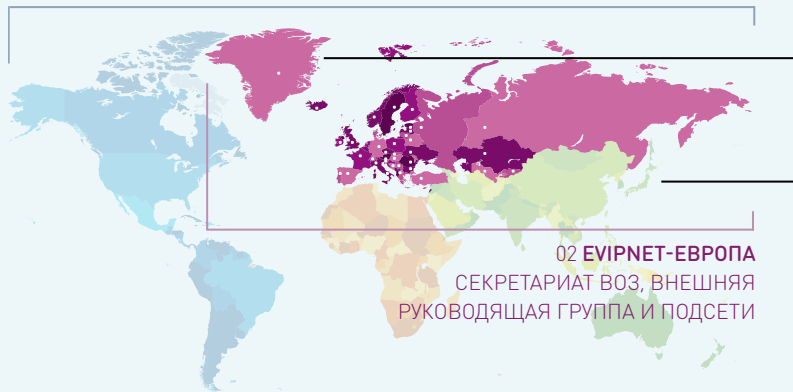 02 EVIPNET-ЕВРОПА
СЕКРЕТАРИАТ ВОЗ, ВНЕШНЯЯ
РУКОВОДЯЩАЯ ГРУППА И ПОДСЕТИ